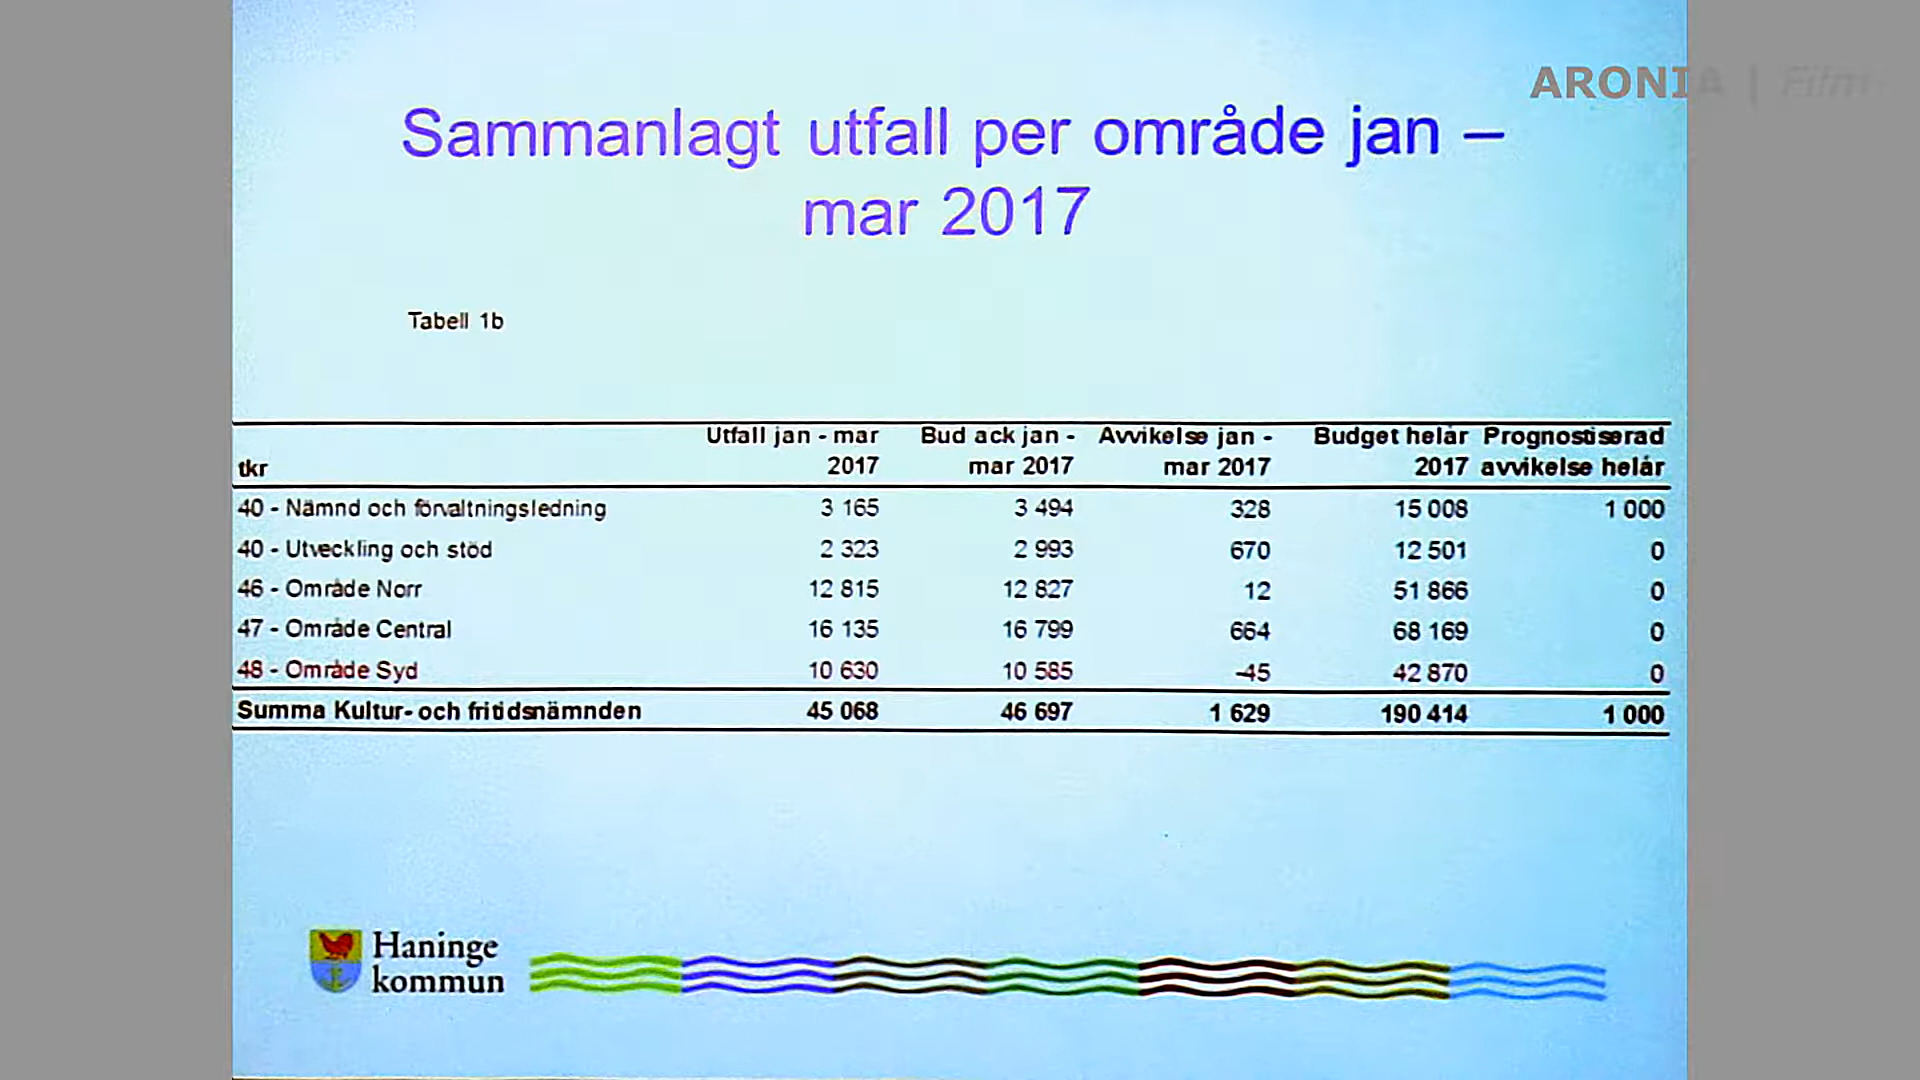 ARONIA | Film
Sammanlagt utfall per område jan –
mar 2017
Tabell 1b
tkr Utfall jan - mar 2017 Bud ack jan - mar 2017 Avvikelse jan - mar 2017 Budget helår 2017 Prognostiserad avvikelse helår
40 - Nämnd och förvaltningsledning 3 165 3 494 328 15 008 1 000
40 - Utveckling och stöd 2 323 2 993 670 12 501 0
46 - Område Norr 12 815 12 827 12 51 866 0
47 - Område Central 16 135 16 799 664 68 169 0
48 - Område Syd 10 630 10 585 -45 42 870 0
Summa Kultur- och fritidsnämnden 45 068 46 697 1 629 190 414 1 000
Haninge
kommun